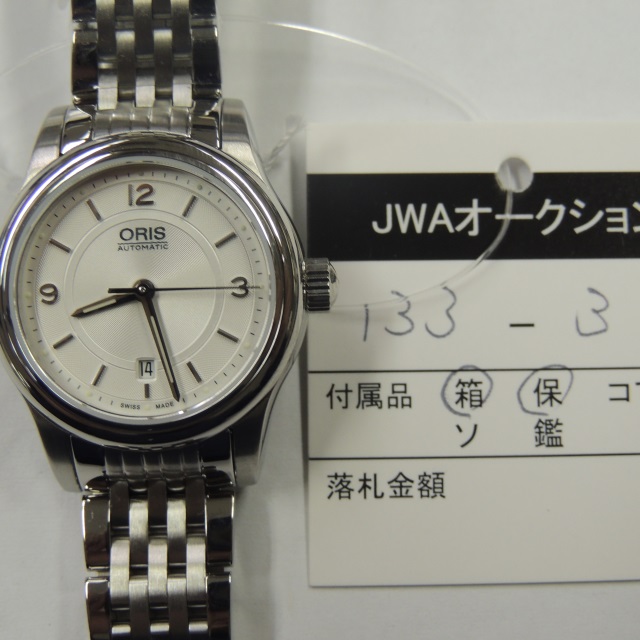 12
ORIS
AUTOMATIC
9
3
14
SWISS MADE
JWAオークション
133 - 3
付属品 箱 保 コ
ソ 鑑
落札金額